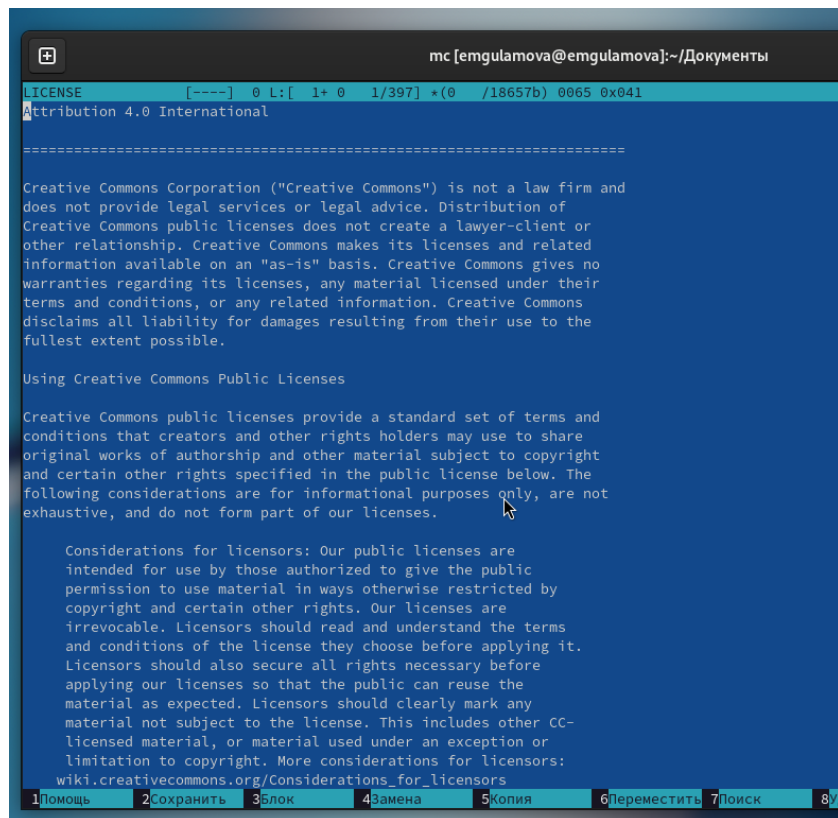 mc [emgulamova@emgulamova]:~/Документы
LICENSE [----] 0 L:[ 1+ 0 1/397] *(0 /18657b) 0065 0x041
Attribution 4.0 International
=======================================================================
Creative Commons Corporation ("Creative Commons") is not a law firm and
does not provide legal services or legal advice. Distribution of
Creative Commons public licenses does not create a lawyer-client or
other relationship. Creative Commons makes its licenses and related
information available on an "as-is" basis. Creative Commons gives no
warranties regarding its licenses, any material licensed under their
terms and conditions, or any related information. Creative Commons
disclaims all liability for damages resulting from their use to the
fullest extent possible.
Using Creative Commons Public Licenses
Creative Commons public licenses provide a standard set of terms and
conditions that creators and other rights holders may use to share
original works of authorship and other material subject to copyright
and certain other rights specified in the public license below. The
following considerations are for informational purposes only, are not
exhaustive, and do not form part of our licenses.
Considerations for licensors: Our public licenses are
intended for use by those authorized to give the public
permission to use material in ways otherwise restricted by
copyright and certain other rights. Our licenses are
irrevocable. Licensors should read and understand the terms
and conditions of the license they choose before applying it.
Licensors should also secure all rights necessary before
applying our licenses so that the public can reuse the
material as expected. Licensors should clearly mark any
material not subject to the license. This includes other CC-
licensed material, or material used under an exception or
limitation to copyright. More considerations for licensors:
wiki.creativecommons.org/Considerations_for_licensors
1Помощь 2Сохранить 3Блок 4Замена 5Копия 6Переместить 7Поиск 8